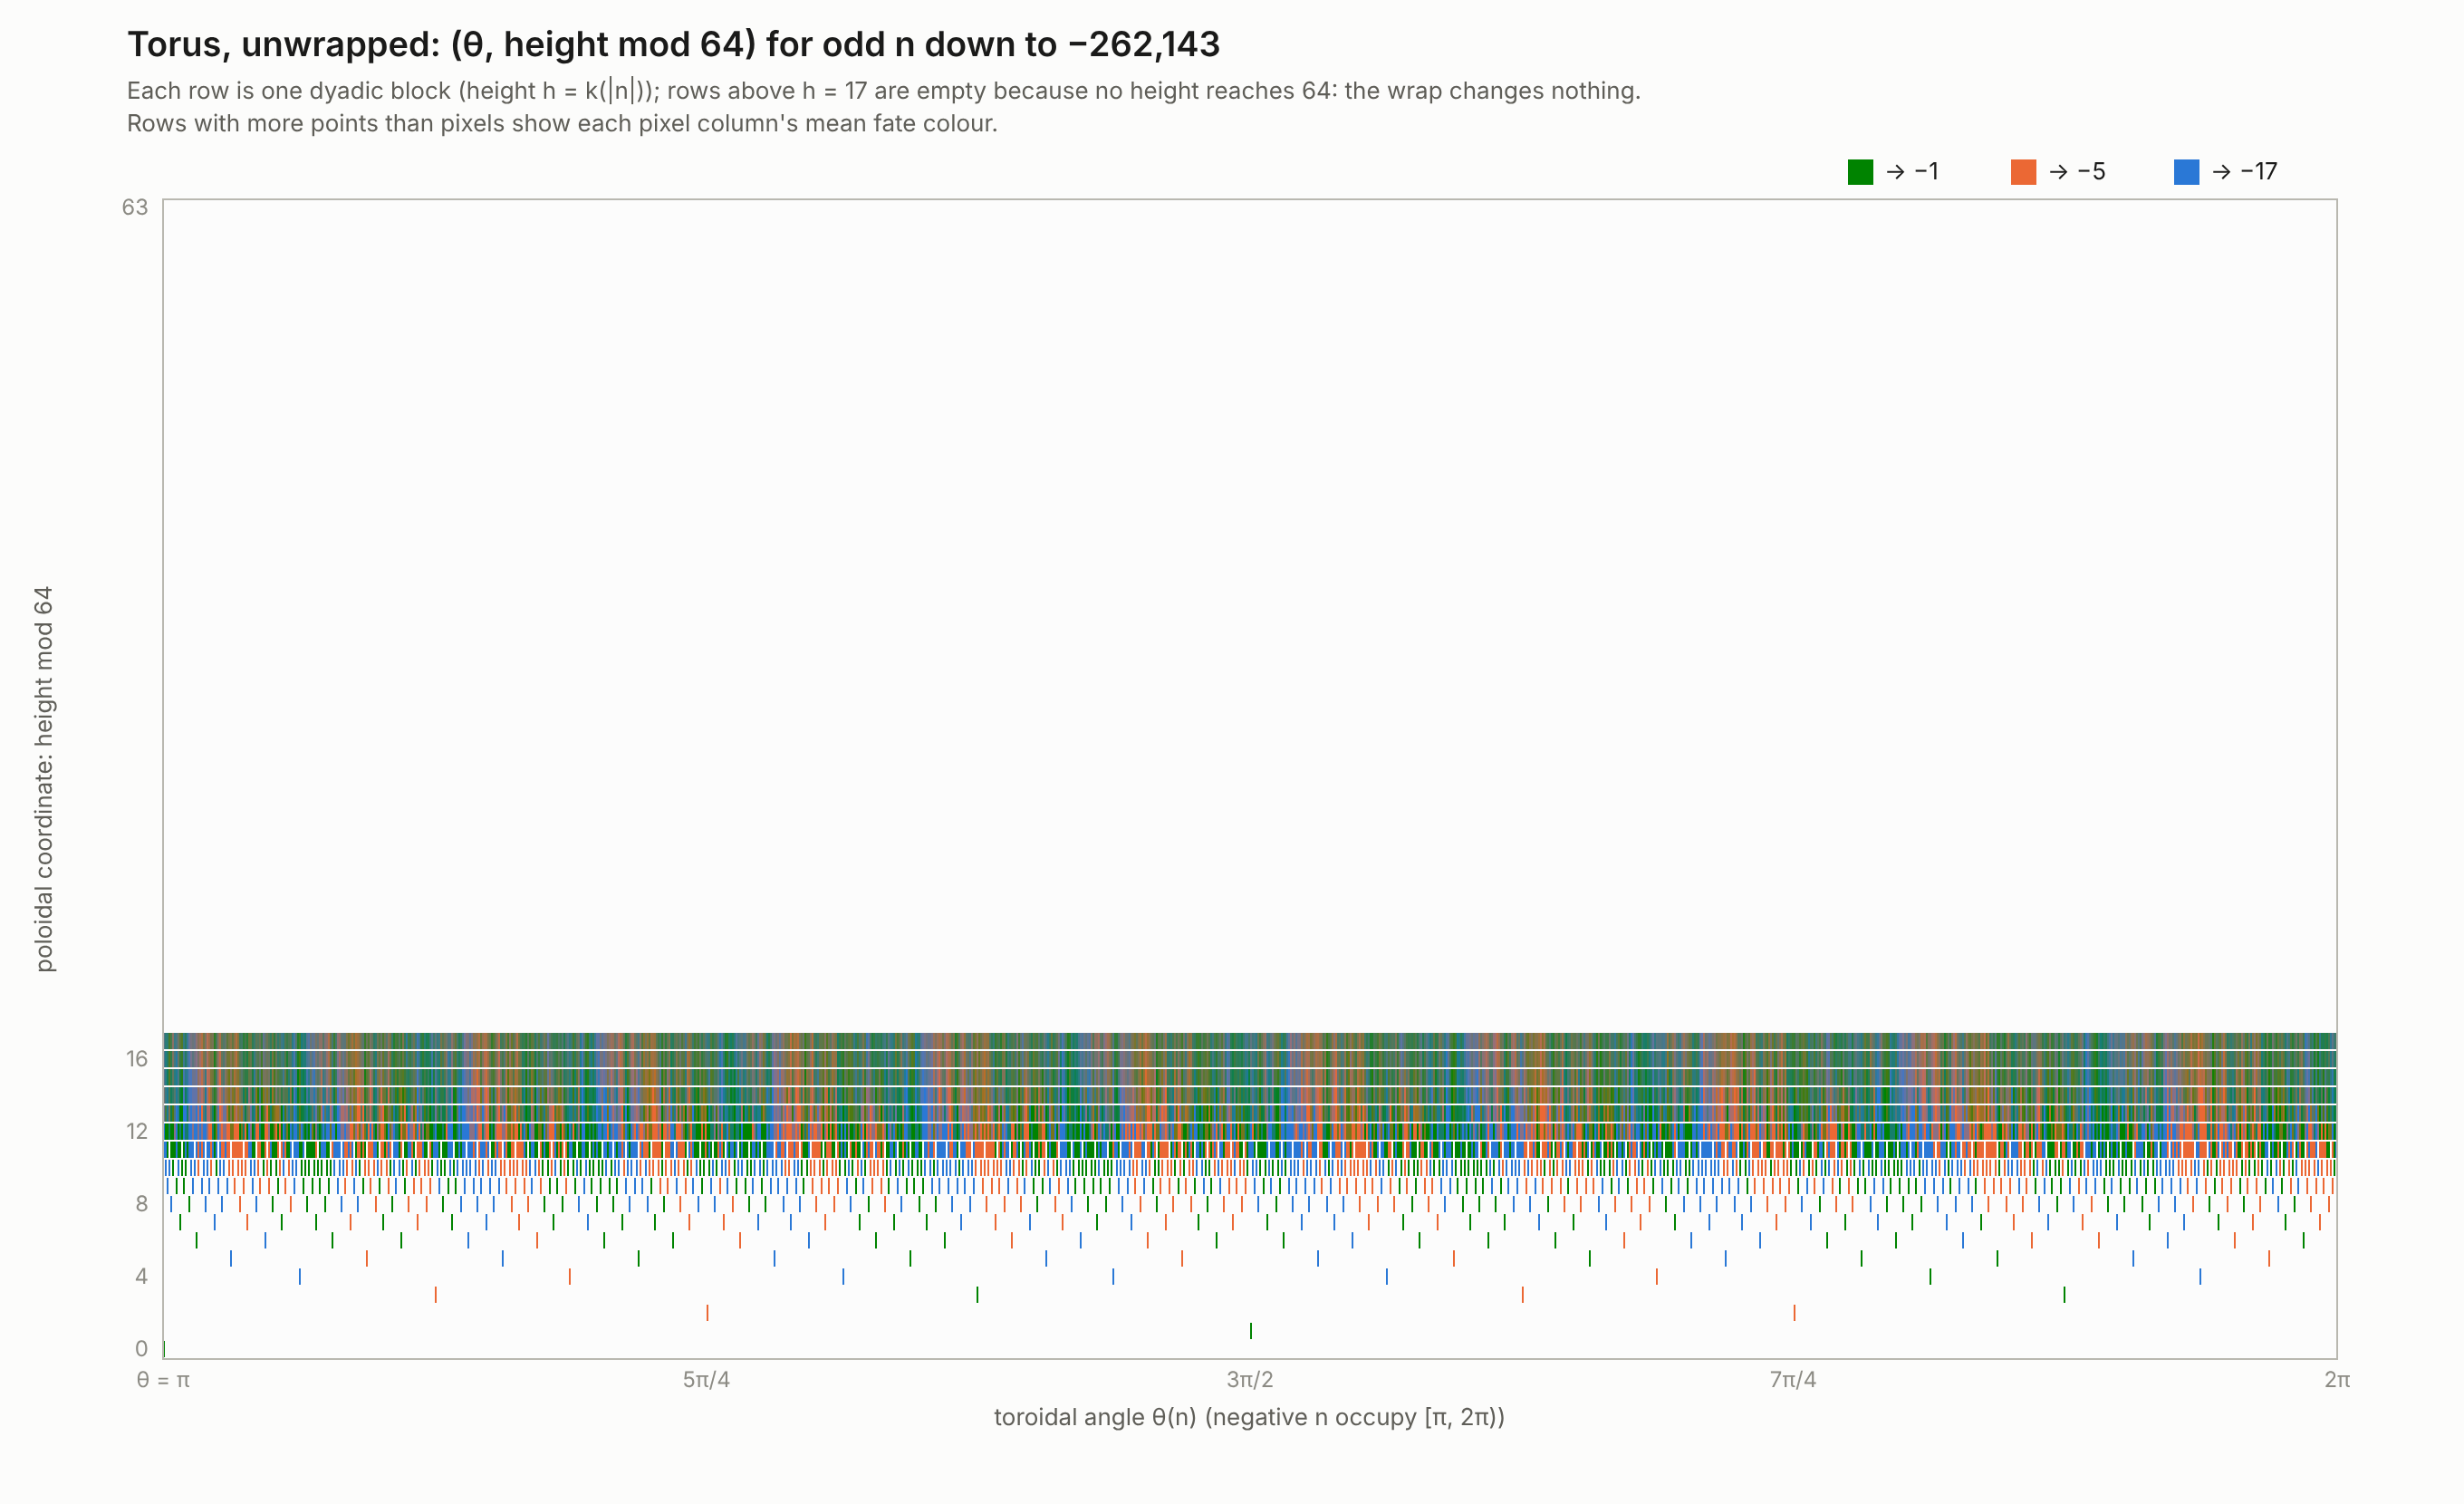 Torus, unwrapped: (θ, height mod 64) for odd n down to −262,143
Each row is one dyadic block (height h = k(|n|)); rows above h = 17 are empty because no height reaches 64: the wrap changes nothing.
Rows with more points than pixels show each pixel column's mean fate colour.
→ −1
→ −5
→ −17
63
poloidal coordinate: height mod 64
16
12
8
4
0
θ = π
5π/4
3π/2
7π/4
2π
toroidal angle θ(n) (negative n occupy [π, 2π))